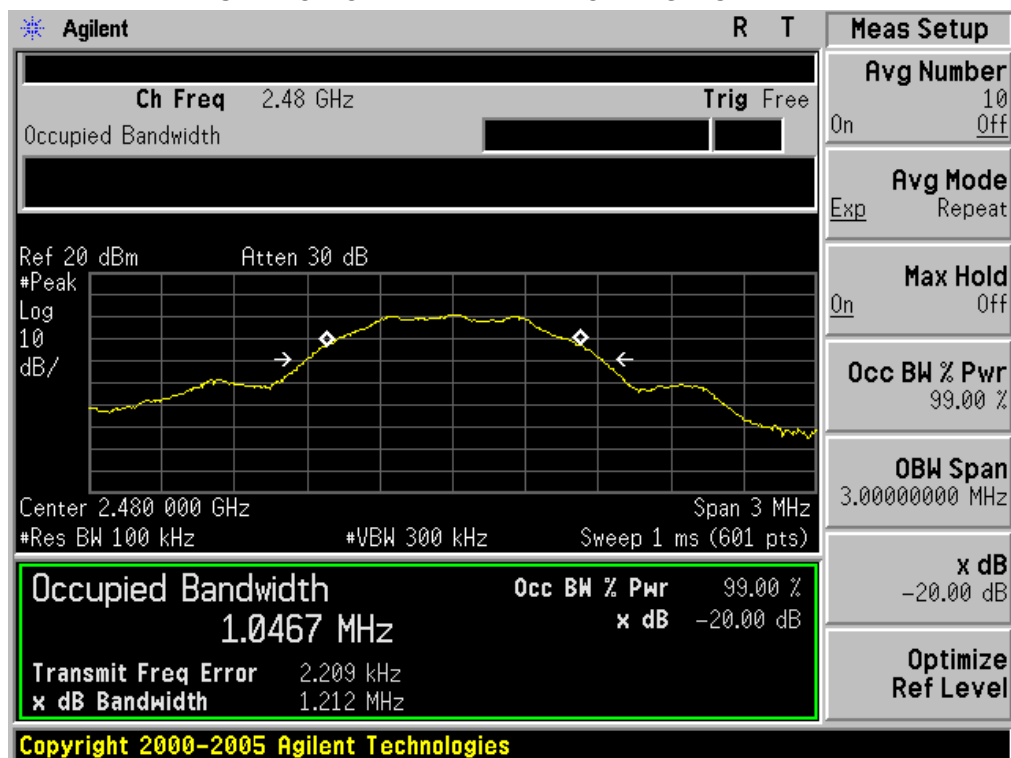 Agilent R T
Ch Freq 2.48 GHz Trig Free
Occupied Bandwidth
Ref 20 dBm Atten 30 dB
#Peak
Log
10
dB/
Center 2.480 000 GHz Span 3 MHz
#Res BW 100 kHz #VBW 300 kHz Sweep 1 ms (601 pts)
Occupied Bandwidth Occ BW % Pwr 99.00 %
1.0467 MHz x dB -20.00 dB
Transmit Freq Error 2.209 kHz
x dB Bandwidth 1.212 MHz
Copyright 2000-2005 Agilent Technologies
Meas Setup
Avg Number
10
On Off
Avg Mode
Exp Repeat
Max Hold
On Off
Occ BW % Pwr
99.00 %
OBW Span
3.00000000 MHz
x dB
-20.00 dB
Optimize
Ref Level